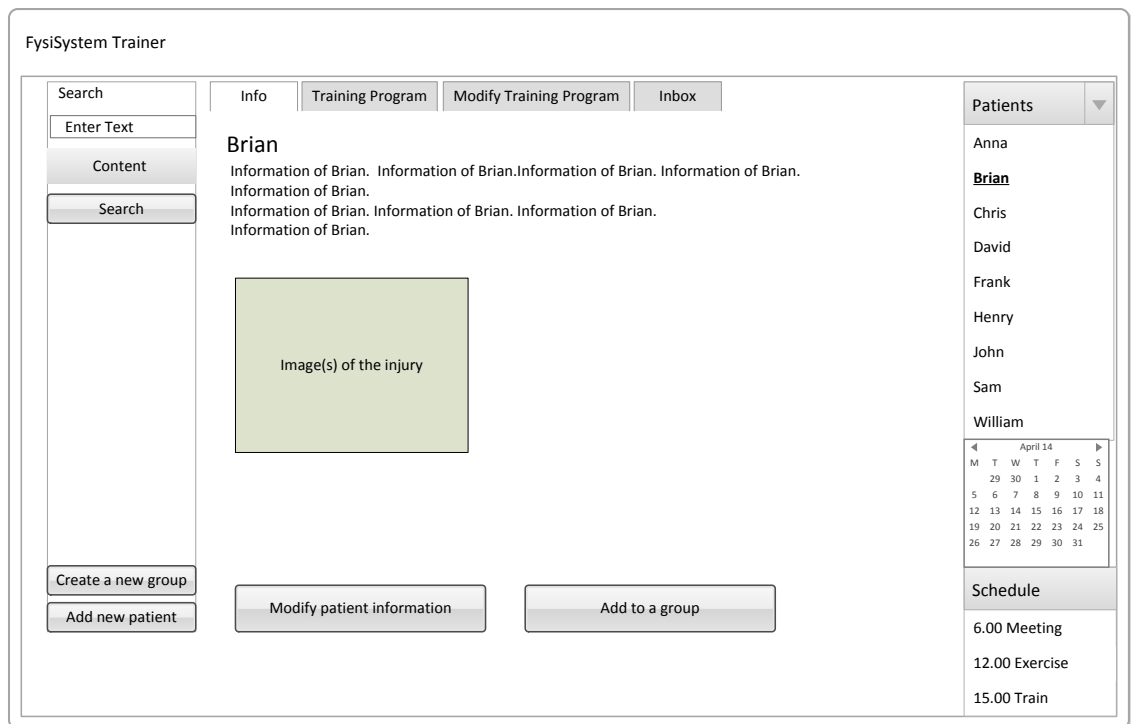 FysiSystem Trainer
Search
Enter Text
Content
Search
Create a new group
Add new patient
Info
Training Program
Modify Training Program
Inbox
Brian
Information of Brian.  Information of Brian.Information of Brian. Information of Brian.
Information of Brian.
Information of Brian. Information of Brian. Information of Brian.
Information of Brian.
Image(s) of the injury
Modify patient information
Add to a group
Patients
Anna
Brian
Chris
David
Frank
Henry
John
Sam
William
April 14
M T W T F S S
29 30 1 2 3 4
5 6 7 8 9 10 11
12 13 14 15 16 17 18
19 20 21 22 23 24 25
26 27 28 29 30 31
Schedule
6.00 Meeting
12.00 Exercise
15.00 Train